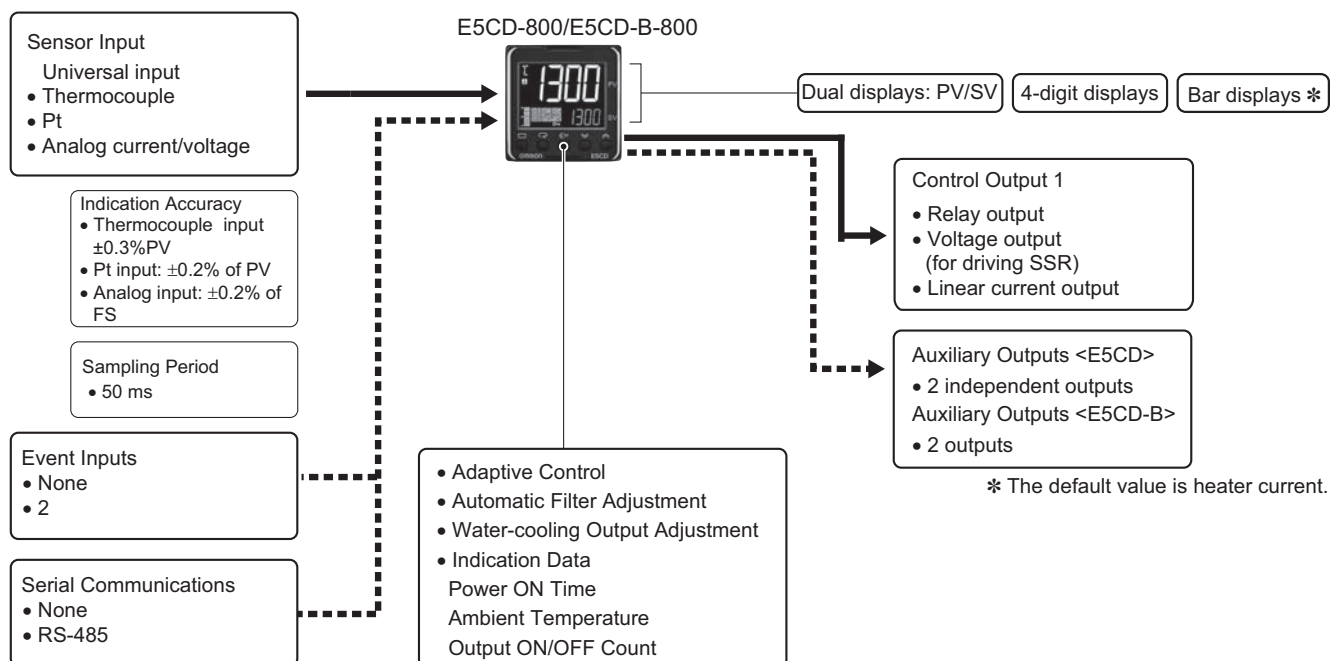 E5CD-800/E5CD-B-800
Sensor Input
Universal input
• Thermocouple
• Pt
• Analog current/voltage
Indication Accuracy
• Thermocouple input
±0.3%PV
• Pt input: ±0.2% of PV
• Analog input: ±0.2% of
FS
Sampling Period
• 50 ms
Event Inputs
• None
• 2
Serial Communications
• None
• RS-485
1300
PV
1300
SV
omron
E5CD
Dual displays: PV/SV
4-digit displays
Bar displays ✻
Control Output 1
• Relay output
• Voltage output
(for driving SSR)
• Linear current output
Auxiliary Outputs <E5CD>
• 2 independent outputs
Auxiliary Outputs <E5CD-B>
• 2 outputs
✻ The default value is heater current.
• Adaptive Control
• Automatic Filter Adjustment
• Water-cooling Output Adjustment
• Indication Data
Power ON Time
Ambient Temperature
Output ON/OFF Count